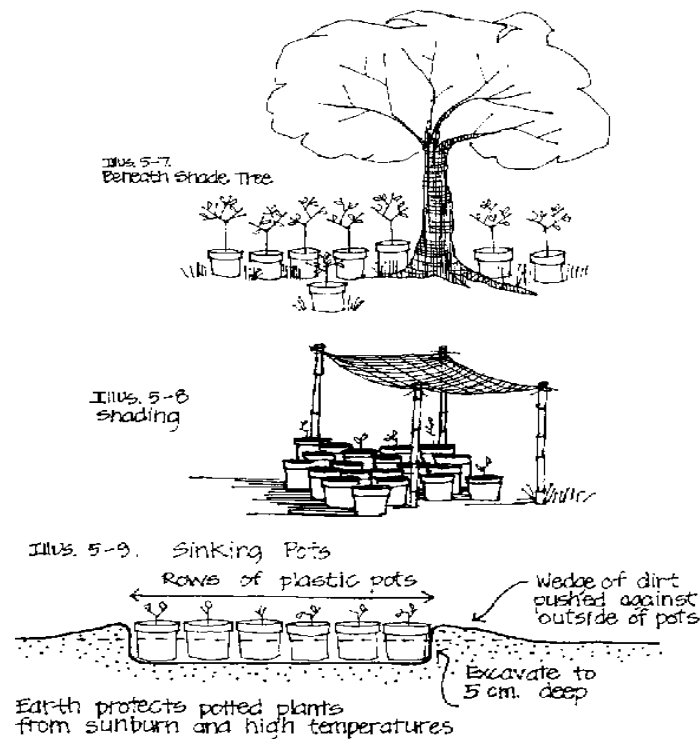 Illus. 5-7.
Beneath Shade Tree
Illus. 5-8
Shading
Illus. 5-9. Sinking Pots
Rows of plastic pots
Wedge of dirt
pushed against
outside of pots
Excavate to
5 cm. deep
Earth protects potted plants
from sunburn and high temperatures